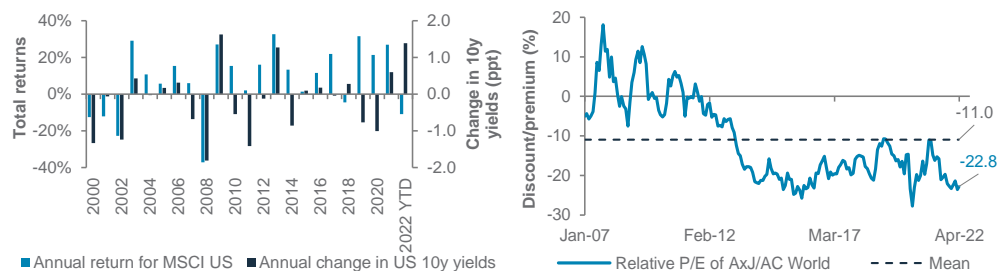 Total returns
40%
20%
0%
-20%
-40%
2000
2002
2004
2006
2008
2010
2012
2014
2016
2018
2020
2022 YTD
2.0
1.0
0.0
1.0
2.0
Change in 10y
yields (ppt)
Annual return for MSCI US
Annual change in US 10y yields
Discount/premium (%)
20
10
0
-10
-20
-30
Jan-07
Feb-12
Mar-17
Apr-22
-11.0
-22.8
Relative P/E of AxJ/AC World
Mean